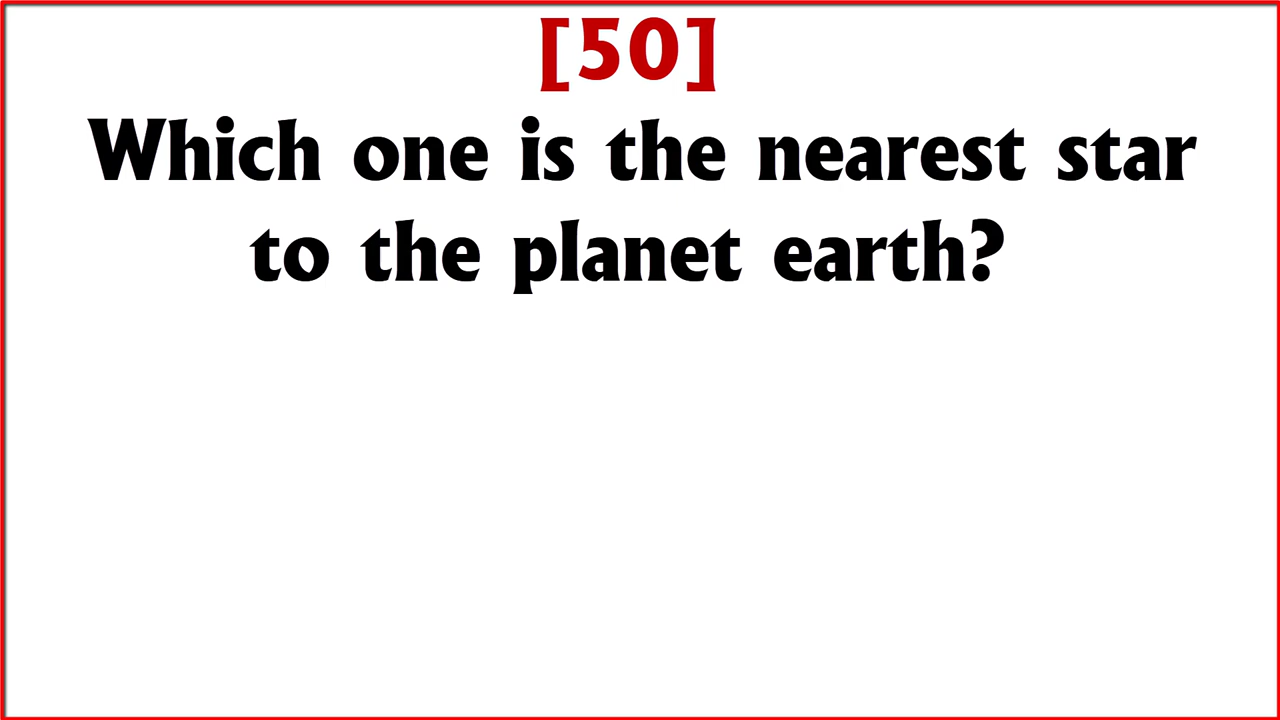 [50]
Which one is the nearest star
to the planet earth?